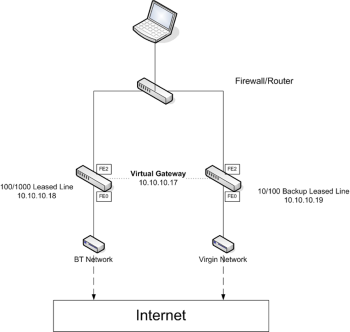 Firewall/Router
FE2
FE2
Virtual Gateway
10.10.10.17
100/1000 Leased Line
10.10.10.18
10/100 Backup Leased Line
10.10.10.19
FE0
FE0
BT Network
Virgin Network
Internet